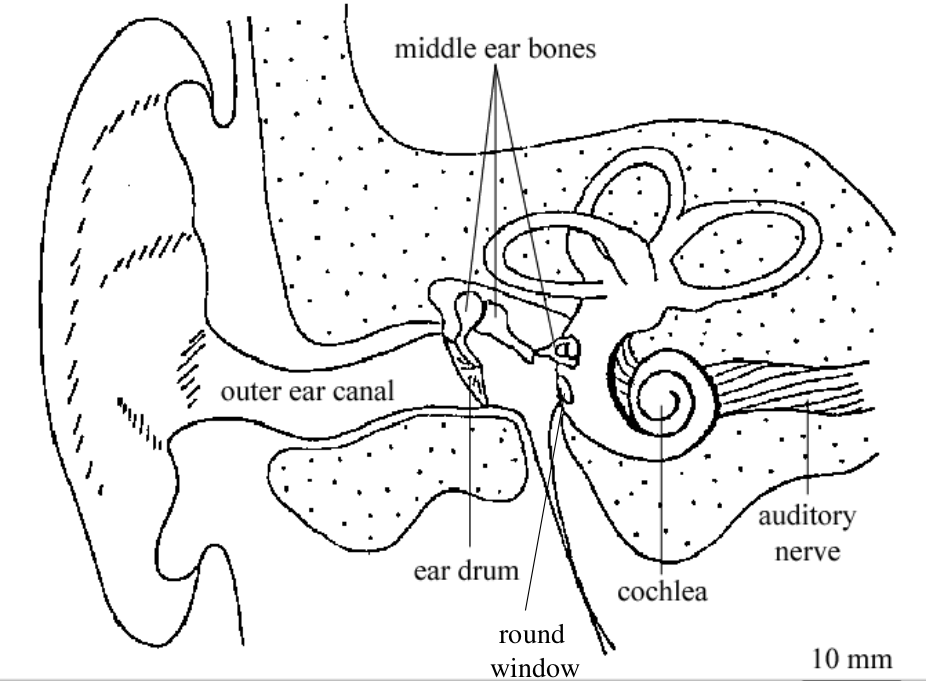 middle ear bones
outer ear canal
ear drum
round
window
cochlea
auditory
nerve
10 mm